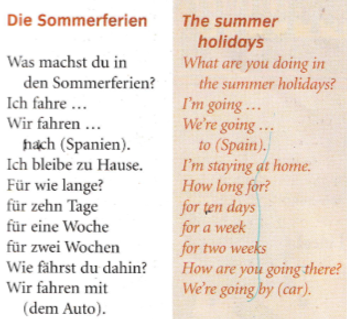 Die Sommerferien
Was machst du in
den Sommerferien?
Ich fahre ...
Wir fahren ...
nach (Spanien).
Ich bleibe zu Hause.
Für wie lange?
für zehn Tage
für eine Woche
für zwei Wochen
Wie fährst du dahin?
Wir fahren mit
(dem Auto).
The summer
holidays
What are you doing in
the summer holidays?
I'm going ...
We're going ...
to (Spain).
I'm staying at home.
How long for?
for ten days
for a week
for two weeks
How are you going there?
We're going by (car).